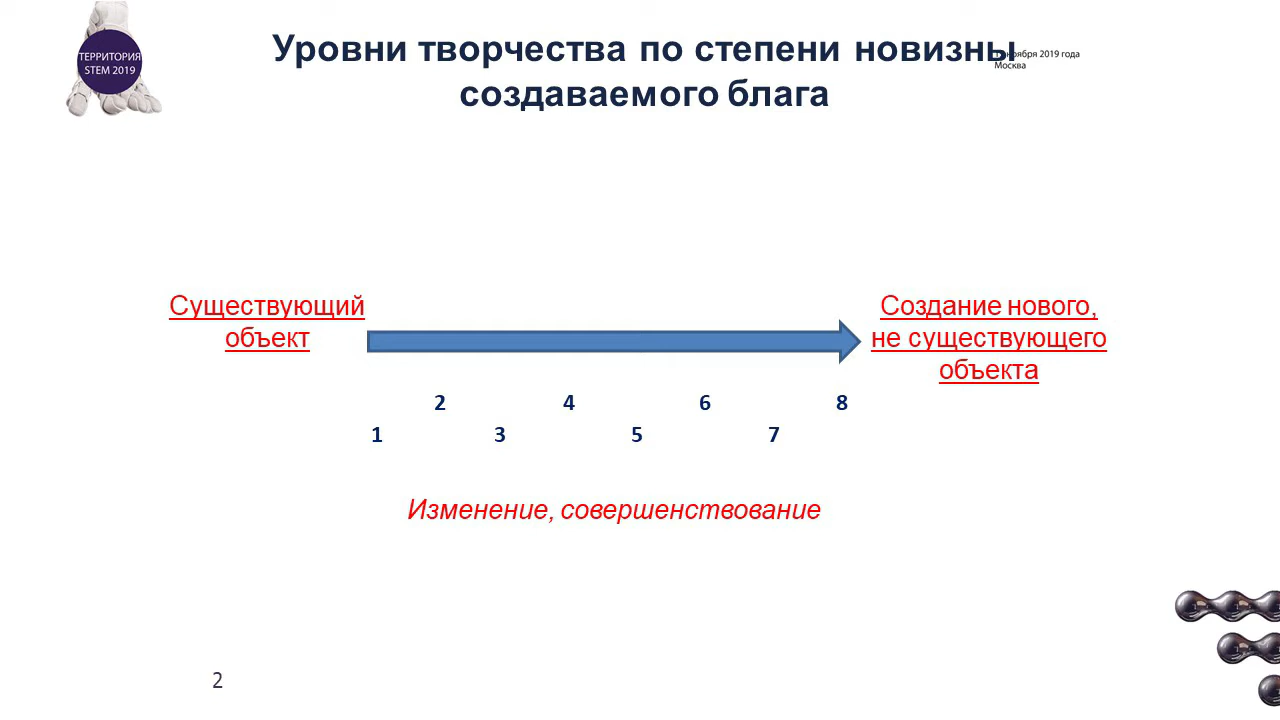 ТЕРРИТОРИЯ
STEM 2019
Уровни творчества по степени новизны
создаваемого блага
2019 года
Москва
Существующий
объект
Создание нового,
не существующего
объекта
2 4 6 8
1 3 5 7
Изменение, совершенствование
2